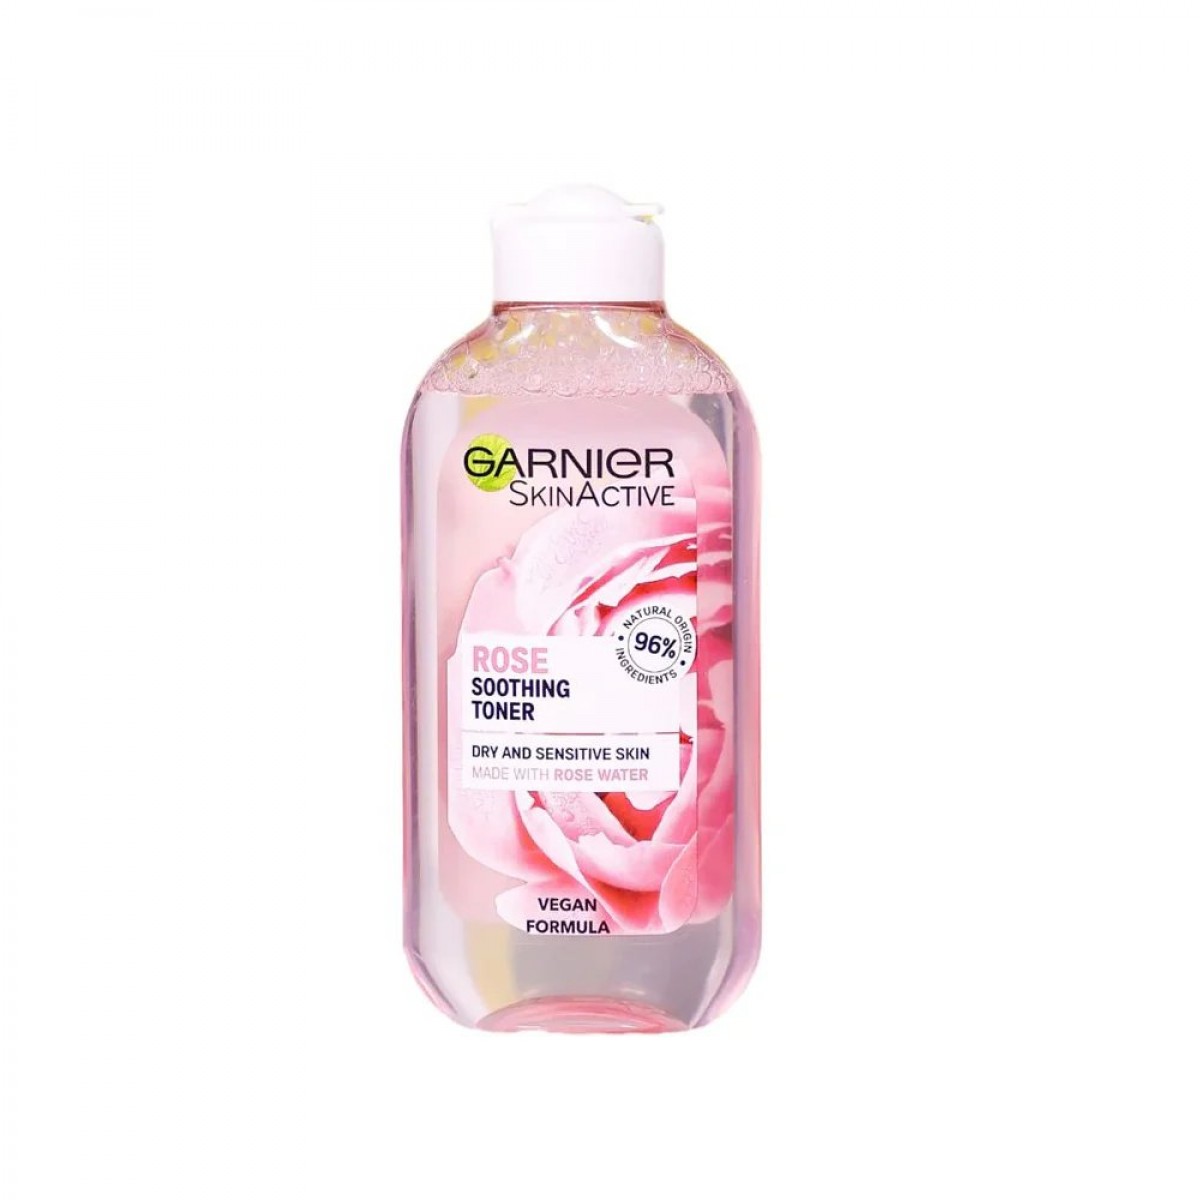 GARNIER
SKINACTIVE
NATURAL ORIGIN
96%
INGREDIENTS
ROSE
SOOTHING
TONER
DRY AND SENSITIVE SKIN
MADE WITH ROSE WATER
VEGAN
FORMULA